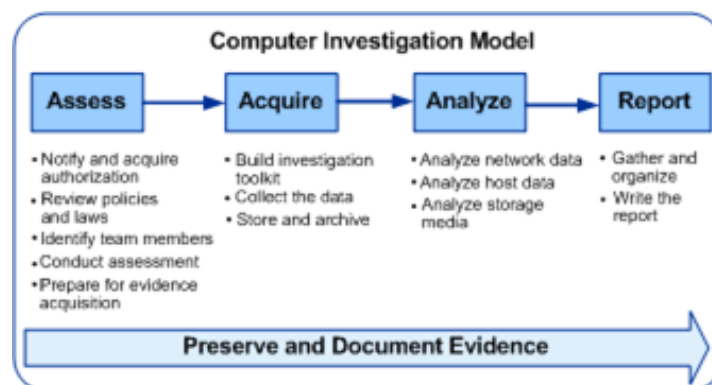 Computer Investigation Model
Assess
Acquire
Analyze
Report
• Notify and acquire
authorization
• Review policies
and laws
• Identify team members
• Conduct assessment
• Prepare for evidence
acquisition
• Build investigation
toolkit
• Collect the data
• Store and archive
• Analyze network data
• Analyze host data
• Analyze storage
media
• Gather and
organize
• Write the
report
Preserve and Document Evidence